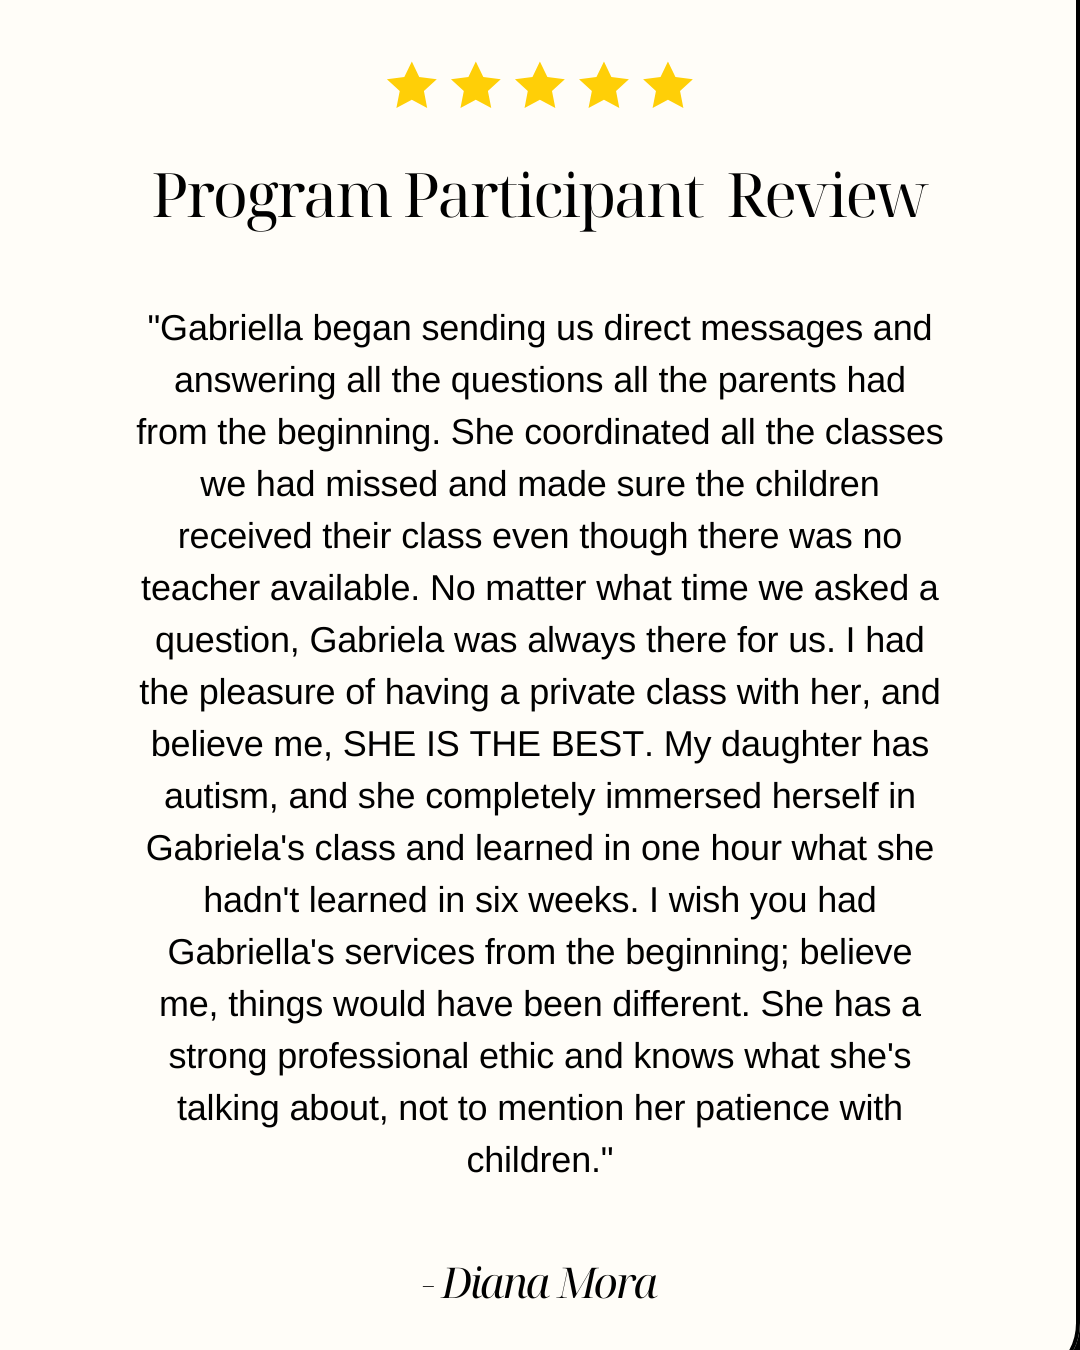 Program Participant Review
"Gabriella began sending us direct messages and
answering all the questions all the parents had
from the beginning. She coordinated all the classes
we had missed and made sure the children
received their class even though there was no
teacher available. No matter what time we asked a
question, Gabriela was always there for us. I had
the pleasure of having a private class with her, and
believe me, SHE IS THE BEST. My daughter has
autism, and she completely immersed herself in
Gabriela's class and learned in one hour what she
hadn't learned in six weeks. I wish you had
Gabriella's services from the beginning; believe
me, things would have been different. She has a
strong professional ethic and knows what she's
talking about, not to mention her patience with
children."
- Diana Mora